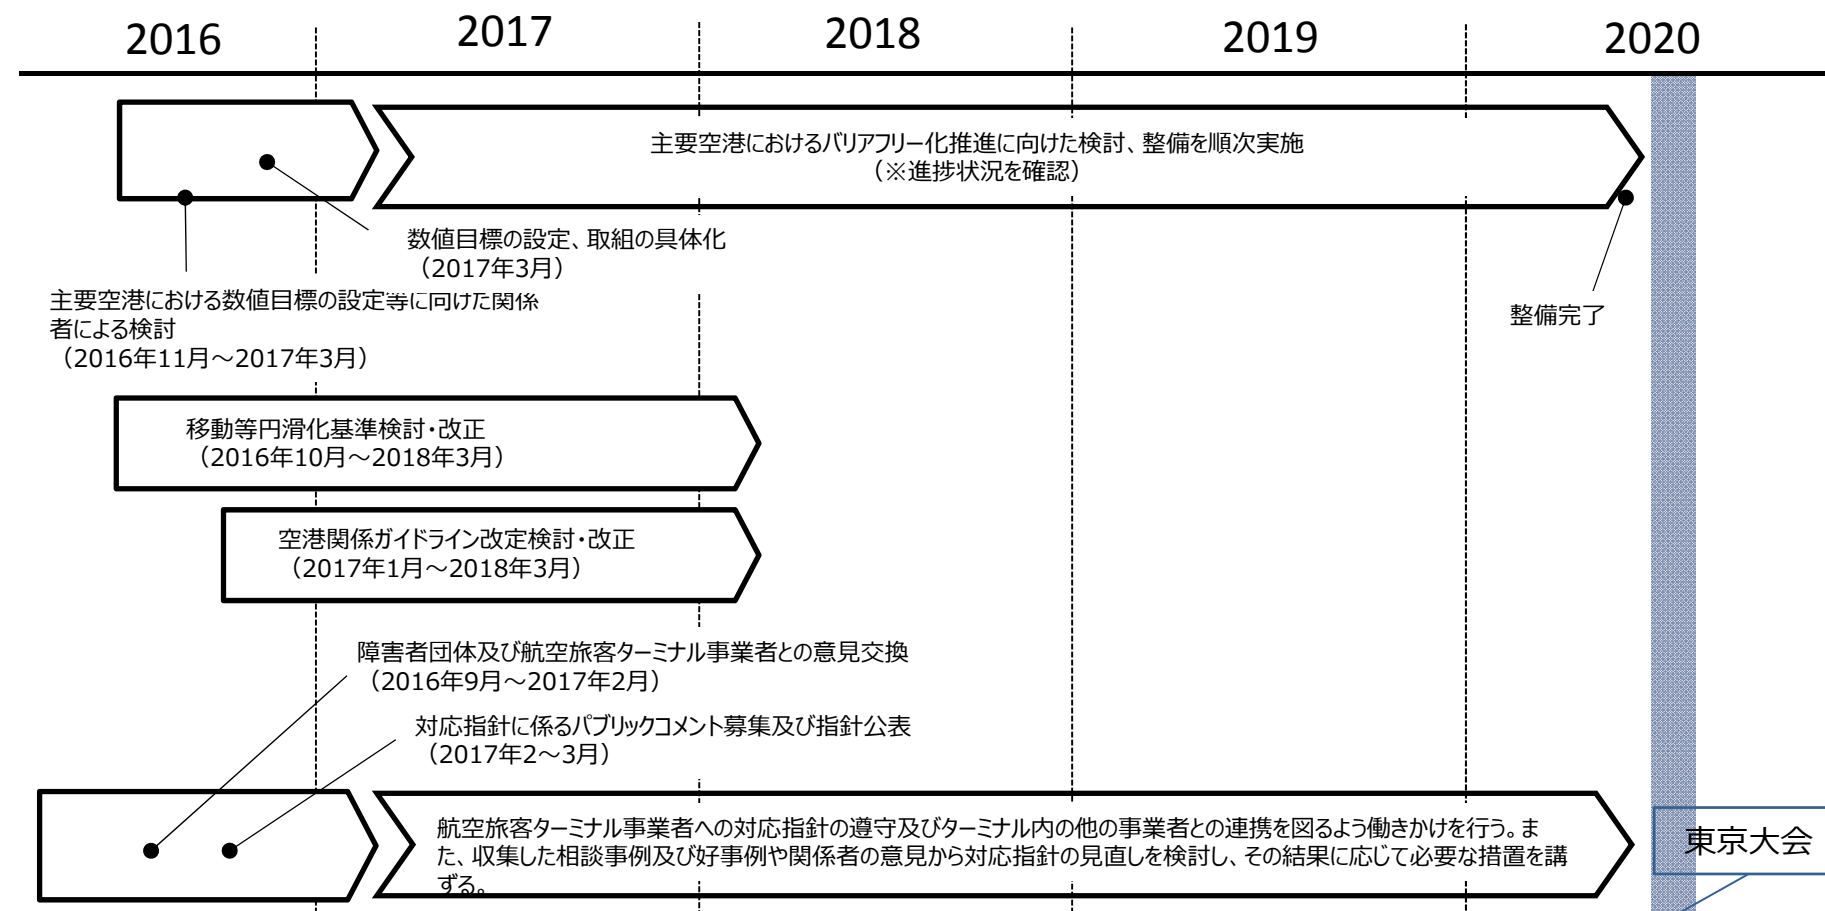 2016
2017
2018
2019
2020
主要空港におけるバリアフリー化推進に向けた検討、整備を順次実施
（※進捗状況を確認）
数値目標の設定、取組の具体化
（2017年3月）
主要空港における数値目標の設定等に向けた関係
者による検討
（2016年11月～2017年3月）
整備完了
移動等円滑化基準検討・改正
（2016年10月～2018年3月）
空港関係ガイドライン改定検討・改正
（2017年1月～2018年3月）
障害者団体及び航空旅客ターミナル事業者との意見交換
（2016年9月～2017年2月）
対応指針に係るパブリックコメント募集及び指針公表
（2017年2～3月）
航空旅客ターミナル事業者への対応指針の遵守及びターミナル内の他の事業者との連携を図るよう働きかけを行う。ま
た、収集した相談事例及び好事例や関係者の意見から対応指針の見直しを検討し、その結果に応じて必要な措置を講
ずる。
東京大会